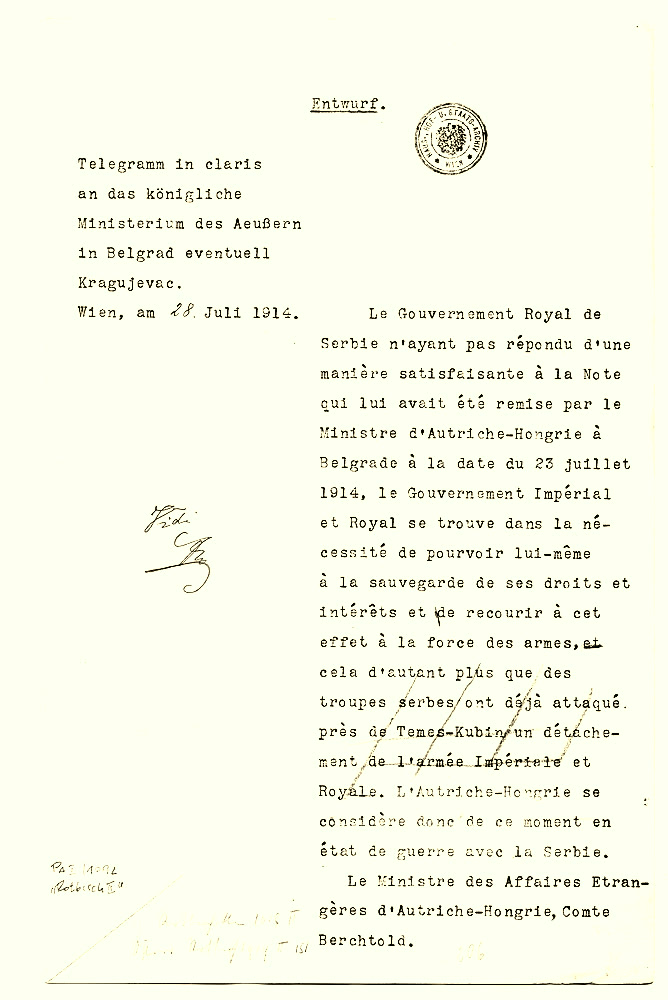 Entwurf.
HAUS-, HOF- U. STAATS-ARCHIV WIEN
Telegramm in claris
an das königliche
Ministerium des Aeußern
in Belgrad eventuell
Kragujevac.
Wien, am 28. Juli 1914.
Le Gouvernement Royal de
Serbie n'ayant pas répondu d'une
manière satisfaisante à la Note
qui lui avait été remise par le
Ministre d'Autriche-Hongrie à
Belgrade à la date du 23 juillet
1914, le Gouvernement Impérial
et Royal se trouve dans la né-
cessité de pourvoir lui-même
à la sauvegarde de ses droits et
intérêts et de recourir à cet
effet à la force des armes, et
cela d'autant plus que des
troupes serbes ont déjà attaqué
près de Temes-Kubin un détache-
ment de l'armée Impériale et
Royale. L'Autriche-Hongrie se
considère donc de ce moment en
état de guerre avec la Serbie.
Le Ministre des Affaires Etran-
gères d'Autriche-Hongrie, Comte
Berchtold.
Vidi